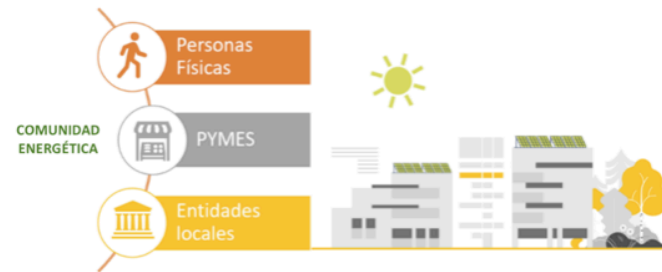 Personas
Físicas
COMUNIDAD
ENERGÉTICA
PYMES
Entidades
locales